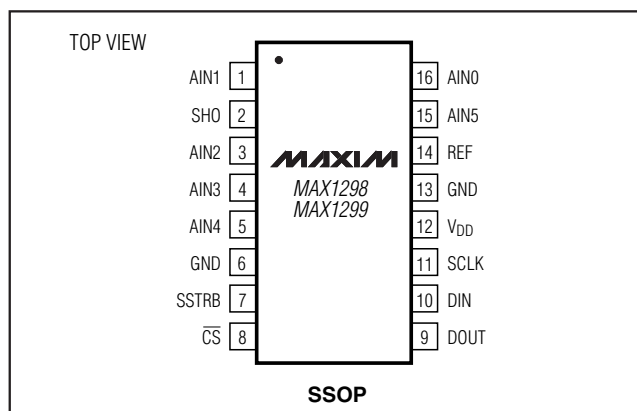 TOP VIEW
AIN1 1
SHO 2
AIN2 3
AIN3 4
AIN4 5
GND 6
SSTRB 7
C̅S̅ 8
MAXIM
MAX1298
MAX1299
16 AIN0
15 AIN5
14 REF
13 GND
12 VDD
11 SCLK
10 DIN
9 DOUT
SSOP